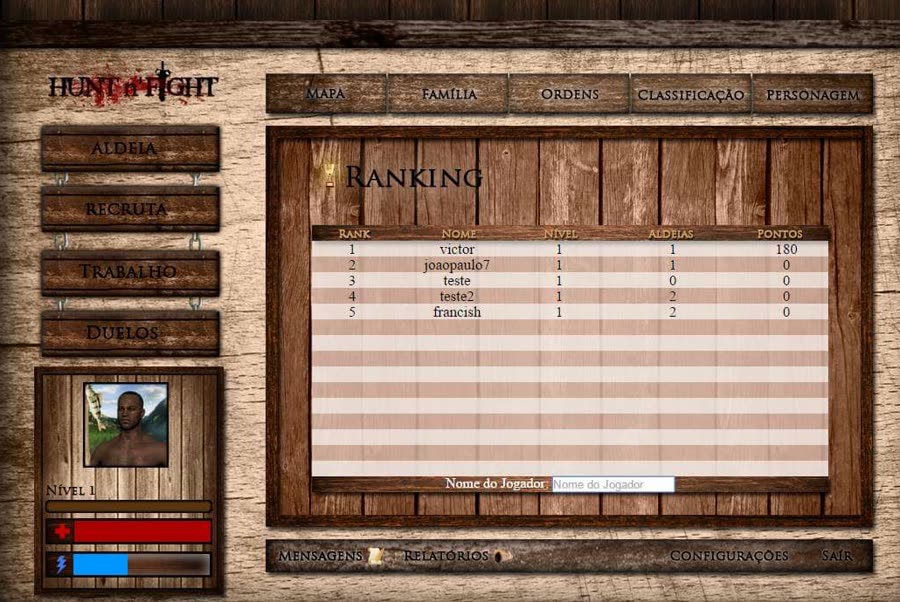 HUNT n' FIGHT
MAPA FAMÍLIA ORDENS CLASSIFICAÇÃO PERSONAGEM
ALDEIA
RECRUTA
TRABALHO
DUELOS
RANKING
RANK NOME NÍVEL ALDEIAS PONTOS
1 victor 1 1 180
2 joaopaulo7 1 1 0
3 teste 1 0 0
4 teste2 1 2 0
5 francish 1 2 0
Nome do Jogador Nome do Jogador
NÍVEL 1
MENSAGENS RELATÓRIOS CONFIGURAÇÕES SAÍR